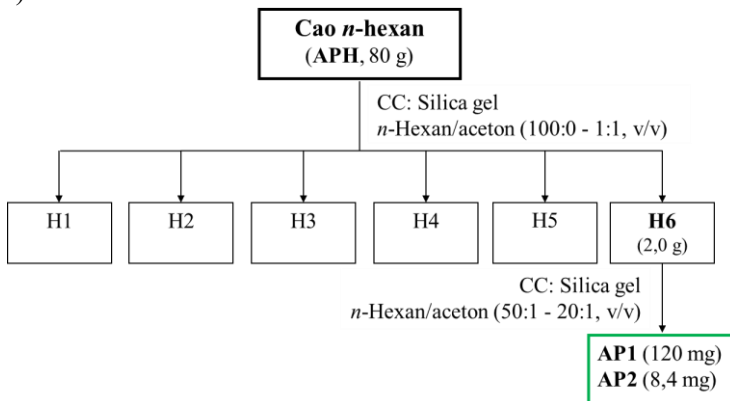 Cao n-hexan
(APH, 80 g)
CC: Silica gel
n-Hexan/aceton (100:0 - 1:1, v/v)
H1
H2
H3
H4
H5
H6
(2,0 g)
CC: Silica gel
n-Hexan/aceton (50:1 - 20:1, v/v)
AP1 (120 mg)
AP2 (8,4 mg)